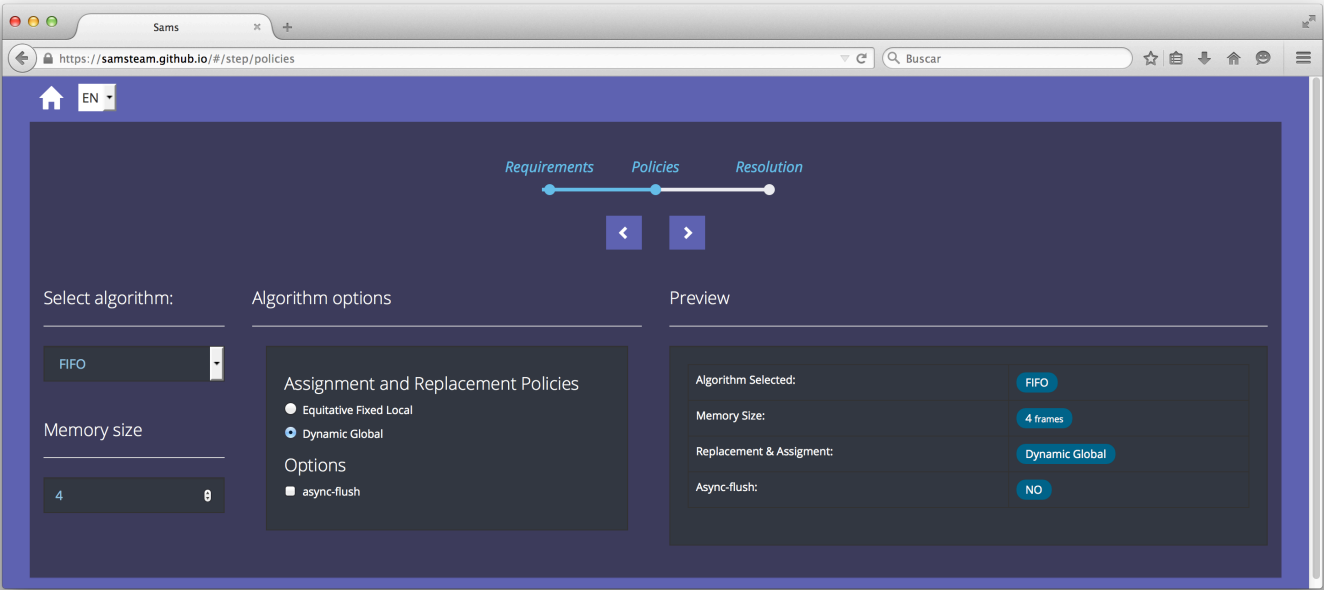 Sams
https://samsteam.github.io/#/step/policies
Buscar
EN
Requirements Policies Resolution
Select algorithm:
FIFO
Memory size
4
Algorithm options
Assignment and Replacement Policies
Equitative Fixed Local
Dynamic Global
Options
async-flush
Preview
Algorithm Selected: FIFO
Memory Size: 4 frames
Replacement & Assigment: Dynamic Global
Async-flush: NO